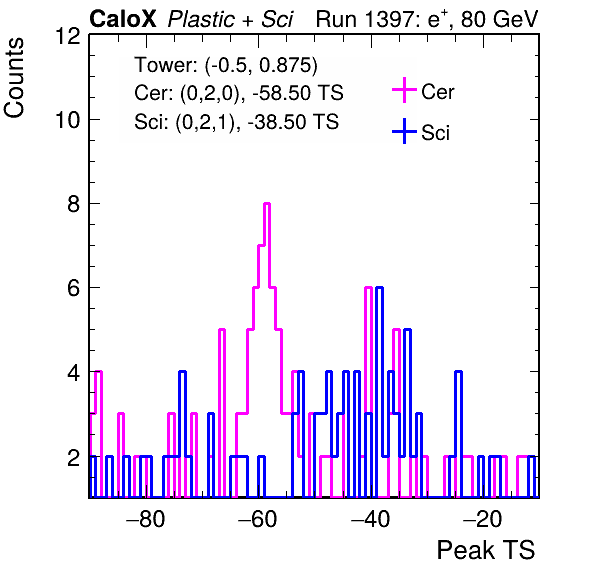 CaloX Plastic + Sci Run 1397: e+, 80 GeV
Counts
12
10
8
6
4
2
Tower: (-0.5, 0.875)
Cer: (0,2,0), -58.50 TS
Sci: (0,2,1), -38.50 TS
Cer
Sci
−80 −60 −40 −20
Peak TS